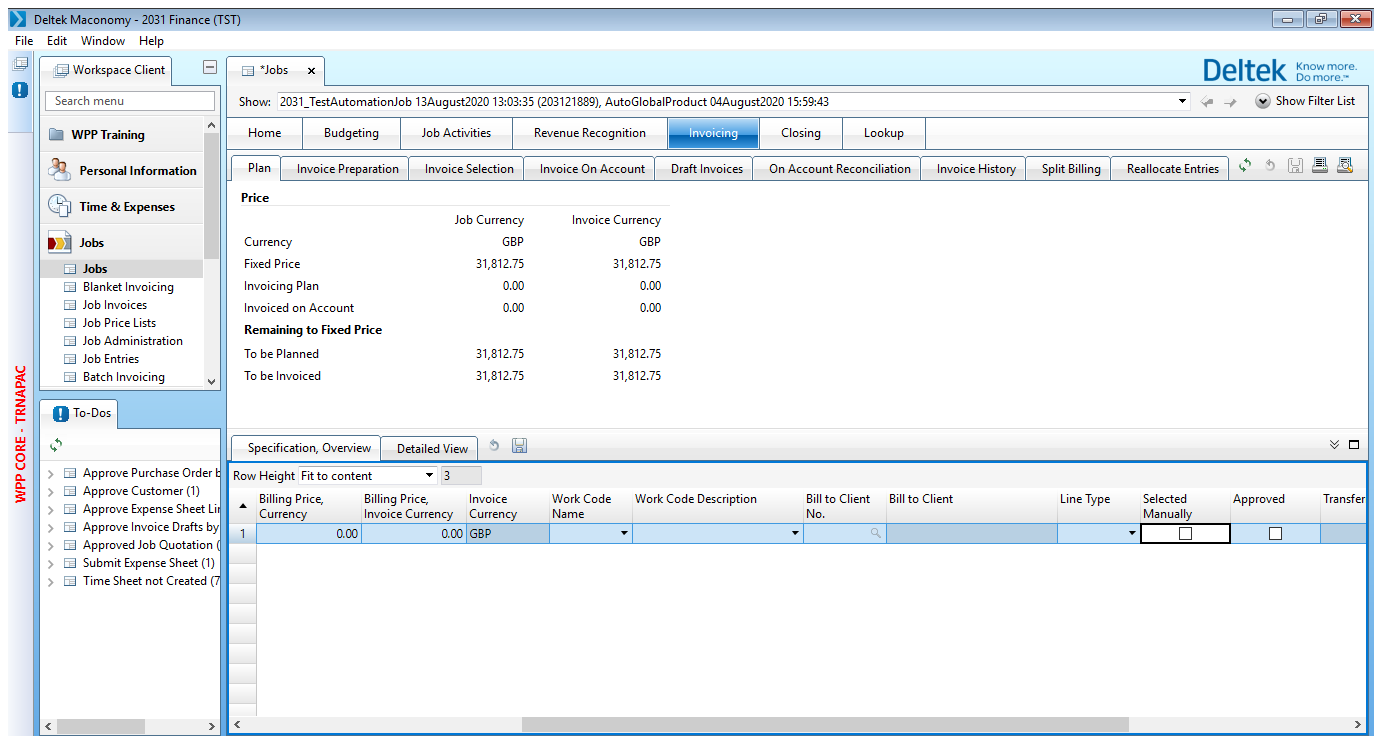 Deltek Maconomy - 2031 Finance (TST)
File Edit Window Help
Workspace Client
*Jobs
Deltek Know more. Do more.™
Search menu
Show: 2031_TestAutomationJob 13August2020 13:03:35 (203121889), AutoGlobalProduct 04August2020 15:59:43
Show Filter List
WPP Training
Personal Information
Time & Expenses
Jobs
Jobs
Blanket Invoicing
Job Invoices
Job Price Lists
Job Administration
Job Entries
Batch Invoicing
Home Budgeting Job Activities Revenue Recognition Invoicing Closing Lookup
Plan Invoice Preparation Invoice Selection Invoice On Account Draft Invoices On Account Reconciliation Invoice History Split Billing Reallocate Entries
Price
Job Currency Invoice Currency
Currency GBP GBP
Fixed Price 31,812.75 31,812.75
Invoicing Plan 0.00 0.00
Invoiced on Account 0.00 0.00
Remaining to Fixed Price
To be Planned 31,812.75 31,812.75
To be Invoiced 31,812.75 31,812.75
WPP CORE - TRNAPAC
To-Dos
Approve Purchase Order b
Approve Customer (1)
Approve Expense Sheet Lin
Approve Invoice Drafts by
Approved Job Quotation (
Submit Expense Sheet (1)
Time Sheet not Created (7
Specification, Overview Detailed View
Row Height Fit to content 3
Billing Price, Billing Price, Invoice Work Code Work Code Description Bill to Client Bill to Client Line Type Selected Approved Transfer
Currency Invoice Currency Currency Name No. Manually
1 0.00 0.00 GBP